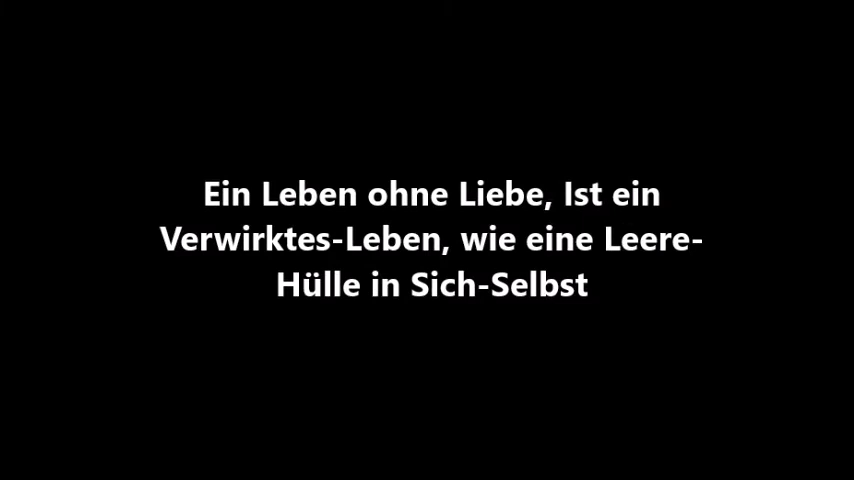 Ein Leben ohne Liebe, Ist ein
Verwirktes-Leben, wie eine Leere-
Hülle in Sich-Selbst